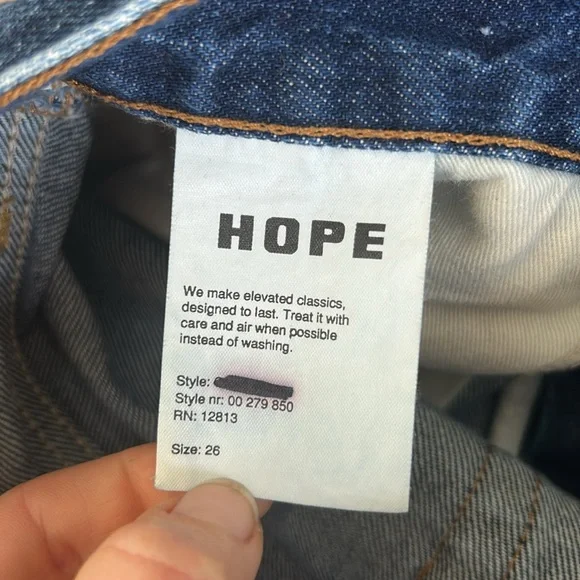 HOPE
We make elevated classics,
designed to last. Treat it with
care and air when possible
instead of washing.
Style:
Style nr: 00 279 850
RN: 12813
Size: 26